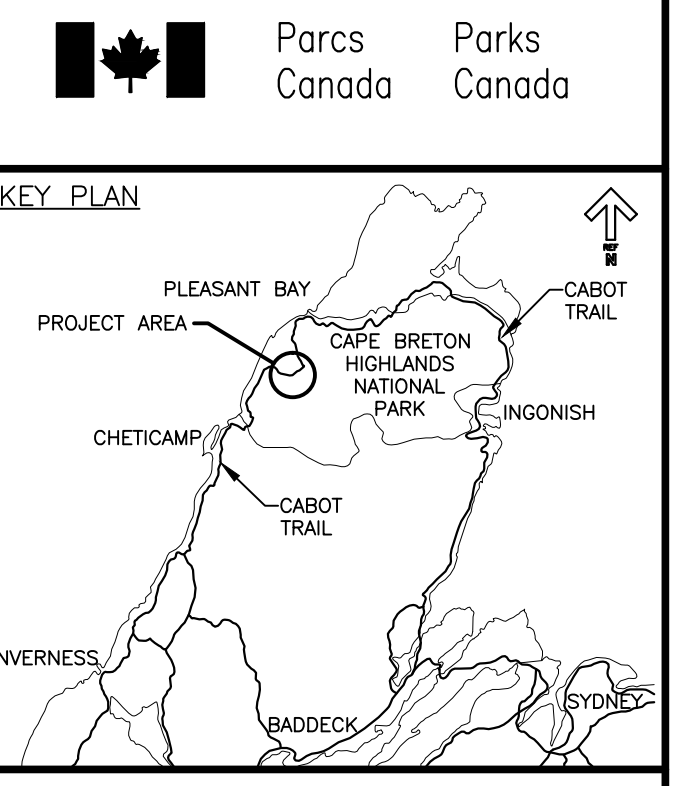 Parcs Parks
Canada Canada
KEY PLAN
REF
N
PLEASANT BAY
CABOT
TRAIL
PROJECT AREA
CAPE BRETON
HIGHLANDS
NATIONAL
PARK
INGONISH
CHETICAMP
CABOT
TRAIL
NVERNESS
SYDNEY
BADDECK